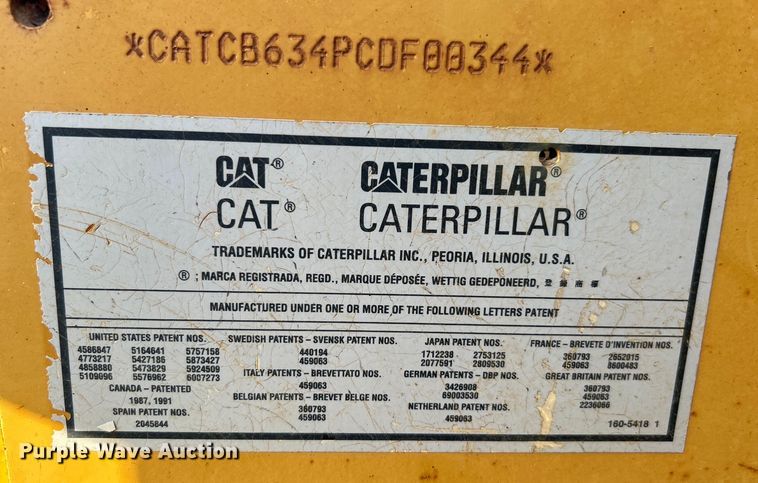 *CATCB634PCDF00344*
CAT® CATERPILLAR®
CAT® CATERPILLAR®
TRADEMARKS OF CATERPILLAR INC., PEORIA, ILLINOIS, U.S.A.
® ; MARCA REGISTRADA, REGD., MARQUE DÉPOSÉE, WETTIG GEDEPONEERD, 登錄商標
MANUFACTURED UNDER ONE OR MORE OF THE FOLLOWING LETTERS PATENT
UNITED STATES PATENT NOS.
4586847 5164641 5757158
4773217 5427186 5873427
4858880 5473829 5924509
5109096 5576962 6007273
CANADA – PATENTED
1987, 1991
SPAIN PATENT NOS.
2045844
SWEDISH PATENTS – SVENSK PATENT NOS.
440194
459063
ITALY PATENTS – BREVETTATO NOS.
459063
BELGIAN PATENTS – BREVET BELGE NOS.
360793
459063
JAPAN PATENT NOS.
1712238 2753125
2077591 2809530
GERMAN PATENTS – DBP NOS.
3426908
69003530
NETHERLAND PATENT NOS.
459063
FRANCE – BREVETE D'INVENTION NOS.
360793 2652015
459063 8600483
GREAT BRITAIN PATENT NOS.
360793
459063
2236066
160-5418 1
Purple Wave Auction